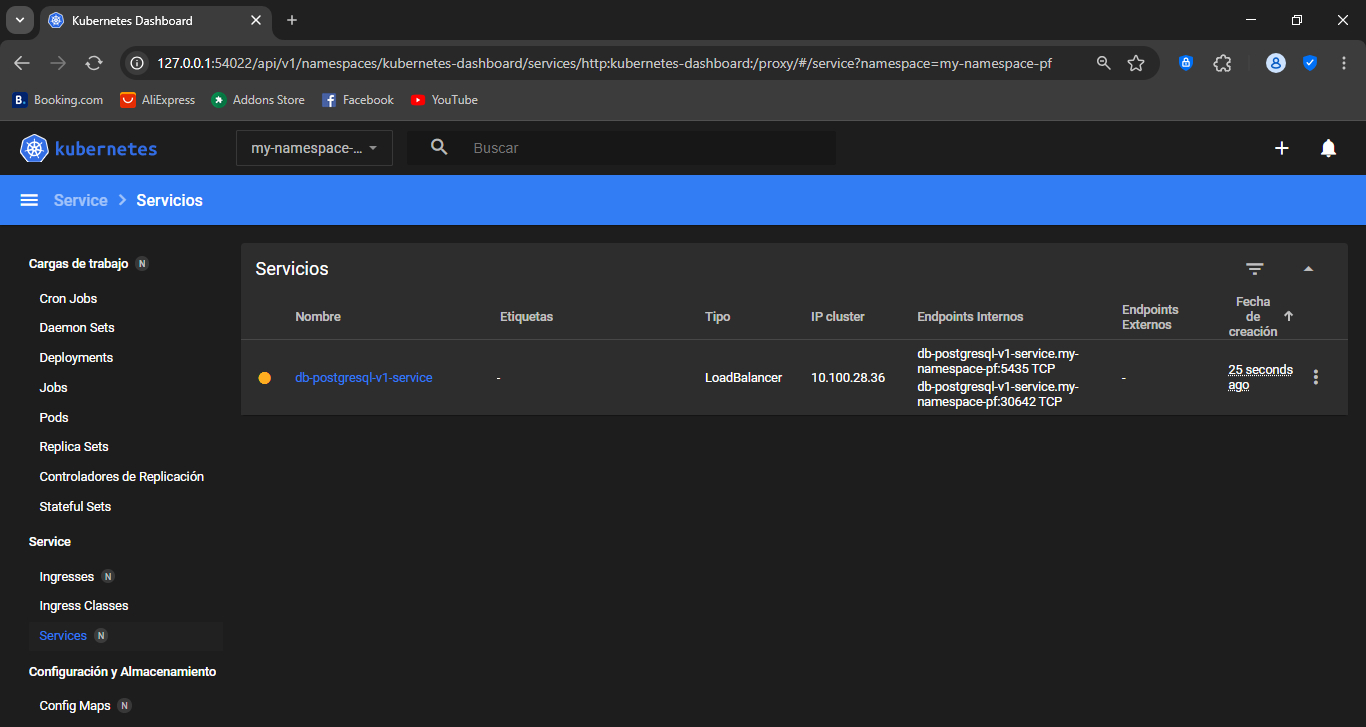 Kubernetes Dashboard
127.0.0.1:54022/api/v1/namespaces/kubernetes-dashboard/services/http:kubernetes-dashboard:/proxy/#/service?namespace=my-namespace-pf
B. Booking.com
AliExpress
Addons Store
Facebook
YouTube
kubernetes
my-namespace-...
Buscar
Service
Servicios
Cargas de trabajo N
Cron Jobs
Daemon Sets
Deployments
Jobs
Pods
Replica Sets
Controladores de Replicación
Stateful Sets
Service
Ingresses N
Ingress Classes
Services N
Configuración y Almacenamiento
Config Maps N
Servicios
Nombre
Etiquetas
Tipo
IP cluster
Endpoints Internos
Endpoints
Externos
Fecha
de
creación
db-postgresql-v1-service
-
LoadBalancer
10.100.28.36
db-postgresql-v1-service.my-
namespace-pf:5435 TCP
db-postgresql-v1-service.my-
namespace-pf:30642 TCP
-
25 seconds
ago